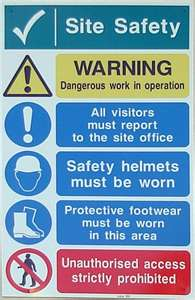 Site Safety
WARNING
Dangerous work in operation
All visitors
must report
to the site office
Safety helmets
must be worn
Protective footwear
must be worn
in this area
Unauthorised access
strictly prohibited